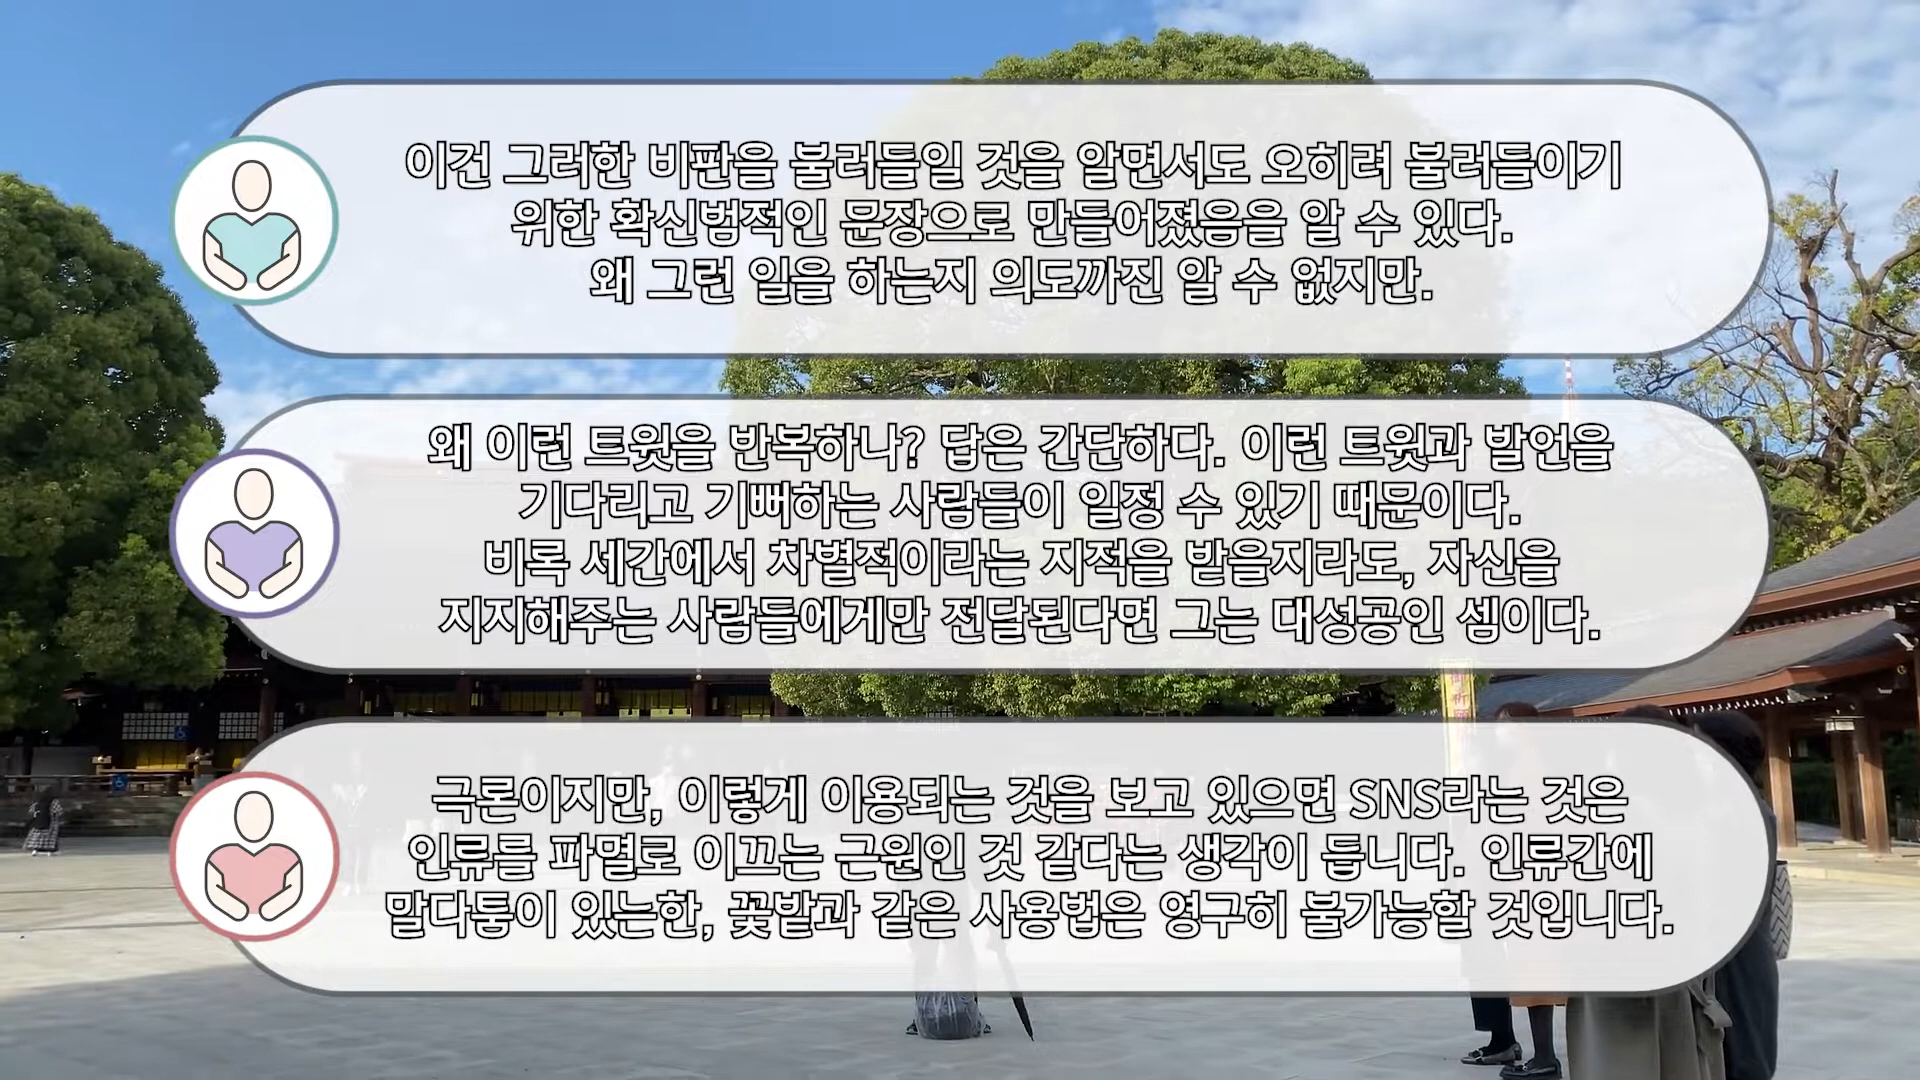 이건 그러한 비판을 불러들일 것을 알면서도 오히려 불러들이기
위한 확신범적인 문장으로 만들어졌음을 알 수 있다.
왜 그런 일을 하는지 의도까진 알 수 없지만.
왜 이런 트윗을 반복하나? 답은 간단하다. 이런 트윗과 발언을
기다리고 기뻐하는 사람들이 일정 수 있기 때문이다.
비록 세간에서 차별적이라는 지적을 받을지라도, 자신을
지지해주는 사람들에게만 전달된다면 그는 대성공인 셈이다.
극론이지만, 이렇게 이용되는 것을 보고 있으면 SNS라는 것은
인류를 파멸로 이끄는 근원인 것 같다는 생각이 듭니다. 인류간에
말다툼이 있는한, 꽃밭과 같은 사용법은 영구히 불가능할 것입니다.